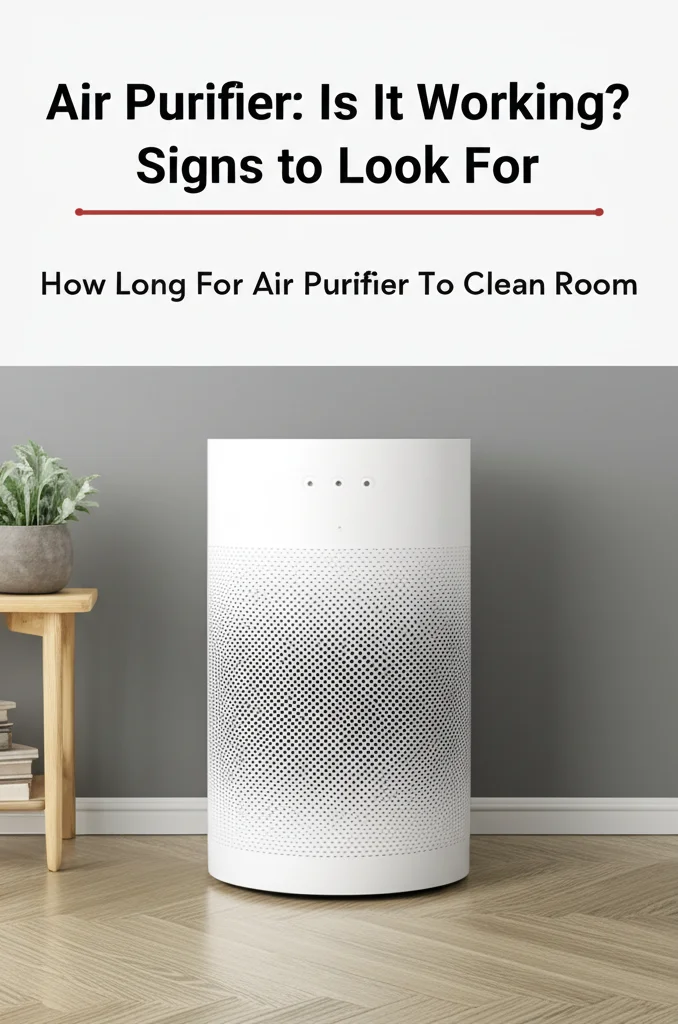 Air Purifier: Is It Working?
Signs to Look For
How Long For Air Purifier To Clean Room